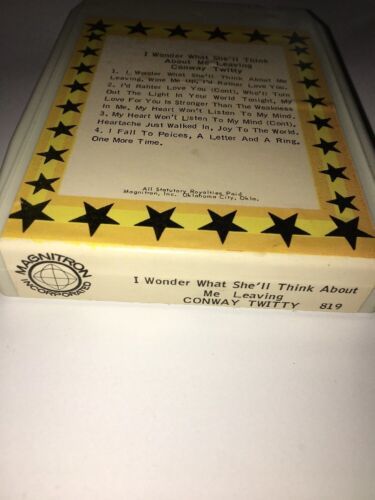 I Wonder What She'll Think
About Me Leaving
Conway Twitty
1. I Wonder What She'll Think About Me
Leaving, Wine Me Up, I'd Rather Love You.
2. I'd Rahter Love You (Cont), Who'll Turn
Out The Light In Your World Tonight, My
Love For You Is Stronger Than The Weakness
In Me, My Heart Won't Listen To My Mind.
3. My Heart Won't Listen To My Mind (Cont),
Heartache Just Walked In, Joy To The World.
4. I Fall To Peices, A Letter And A Ring,
One More Time.
All Statutory Royalties Paid
Magnitron, Inc. Oklahoma City, Okla.
MAGNITRON
INCORPORATED
I Wonder What She'll Think About
Me Leaving
CONWAY TWITTY 819